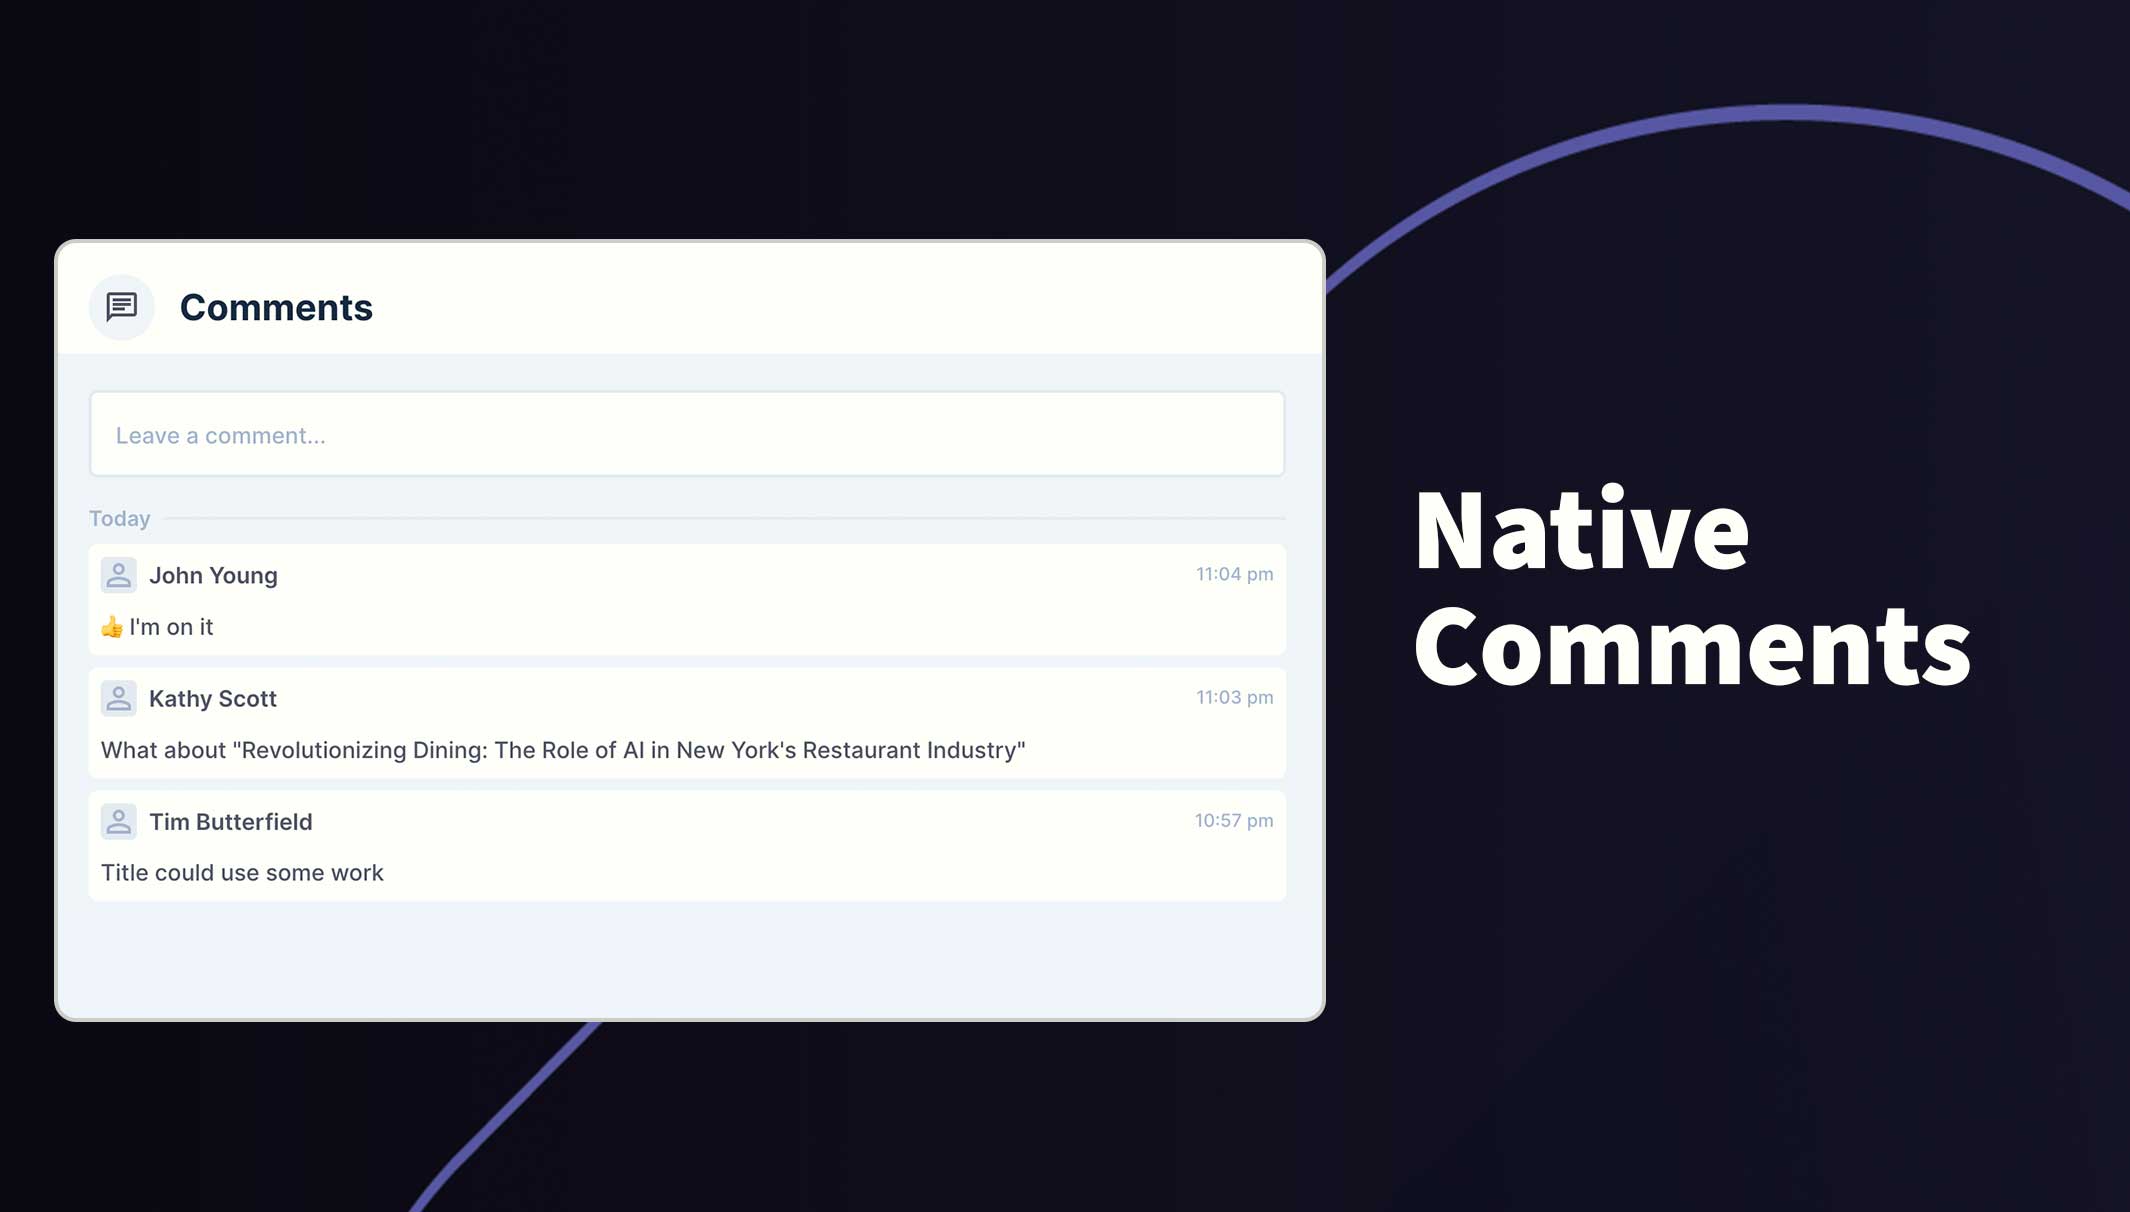 Comments
Leave a comment...
Today
John Young 11:04 pm
👍 I'm on it
Kathy Scott 11:03 pm
What about "Revolutionizing Dining: The Role of AI in New York's Restaurant Industry"
Tim Butterfield 10:57 pm
Title could use some work
Native
Comments